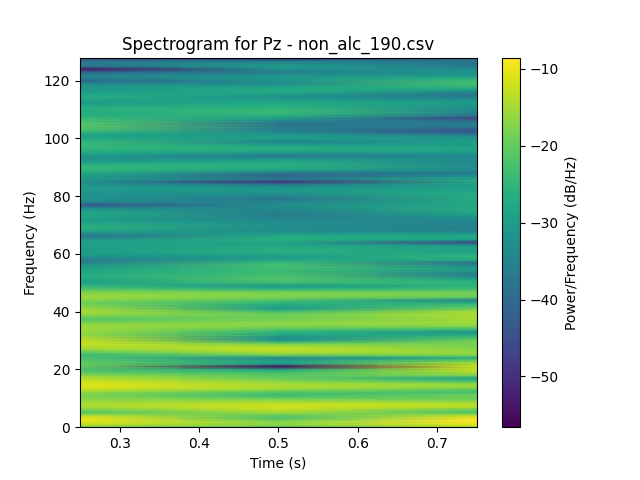 Spectrogram for Pz - non_alc_190.csv
120
100
80
60
40
20
0
Frequency (Hz)
0.3 0.4 0.5 0.6 0.7
Time (s)
−10
−20
−30
−40
−50
Power/Frequency (dB/Hz)